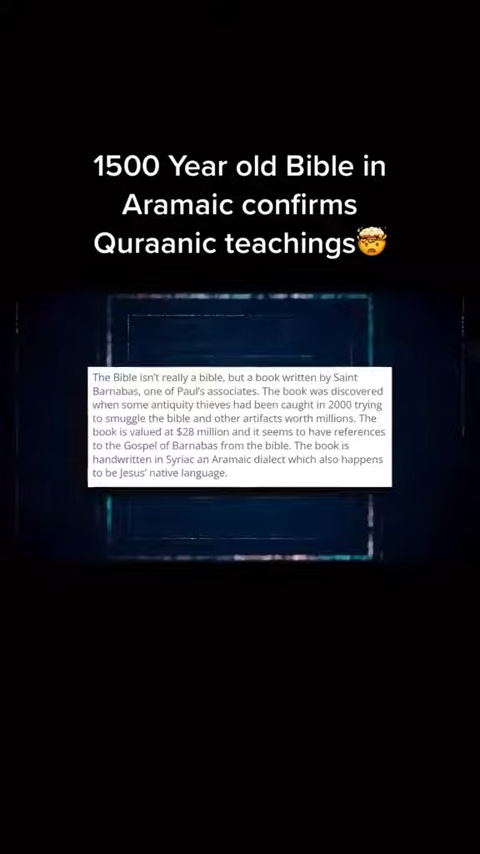 1500 Year old Bible in
Aramaic confirms
Quraanic teachings🤯
The Bible isn't really a bible, but a book written by Saint
Barnabas, one of Paul's associates. The book was discovered
when some antiquity thieves had been caught in 2000 trying
to smuggle the bible and other artifacts worth millions. The
book is valued at $28 million and it seems to have references
to the Gospel of Barnabas from the bible. The book is
handwritten in Syriac an Aramaic dialect which also happens
to be Jesus' native language.